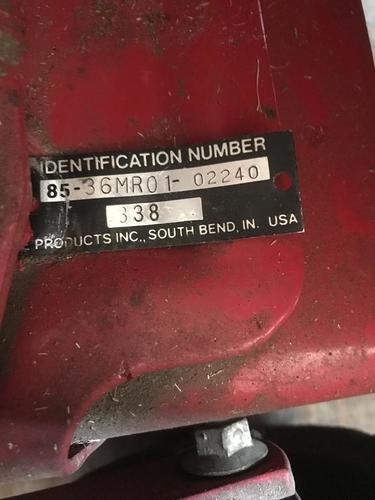 IDENTIFICATION NUMBER
85-36MR01-02240
338
PRODUCTS INC., SOUTH BEND, IN. USA